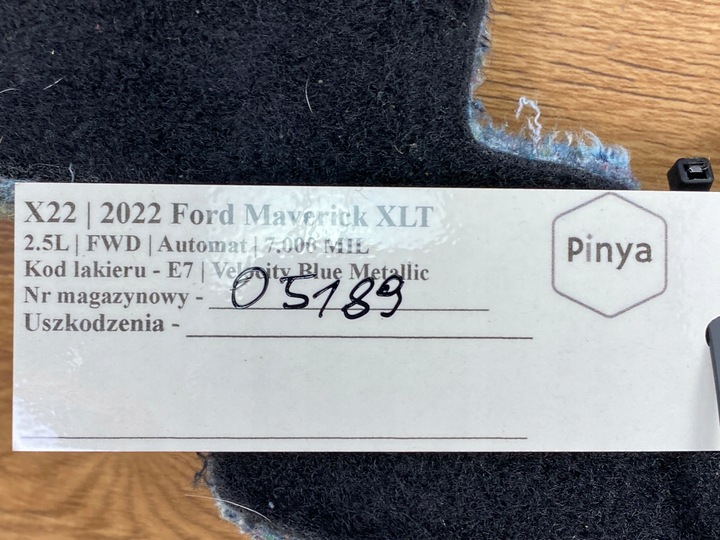 X22 | 2022 Ford Maverick XLT
2.5L | FWD | Automat | 7.000 MIL
Kod lakieru - E7 | Velocity Blue Metallic
Nr magazynowy - 05189
Uszkodzenia -
Pinya